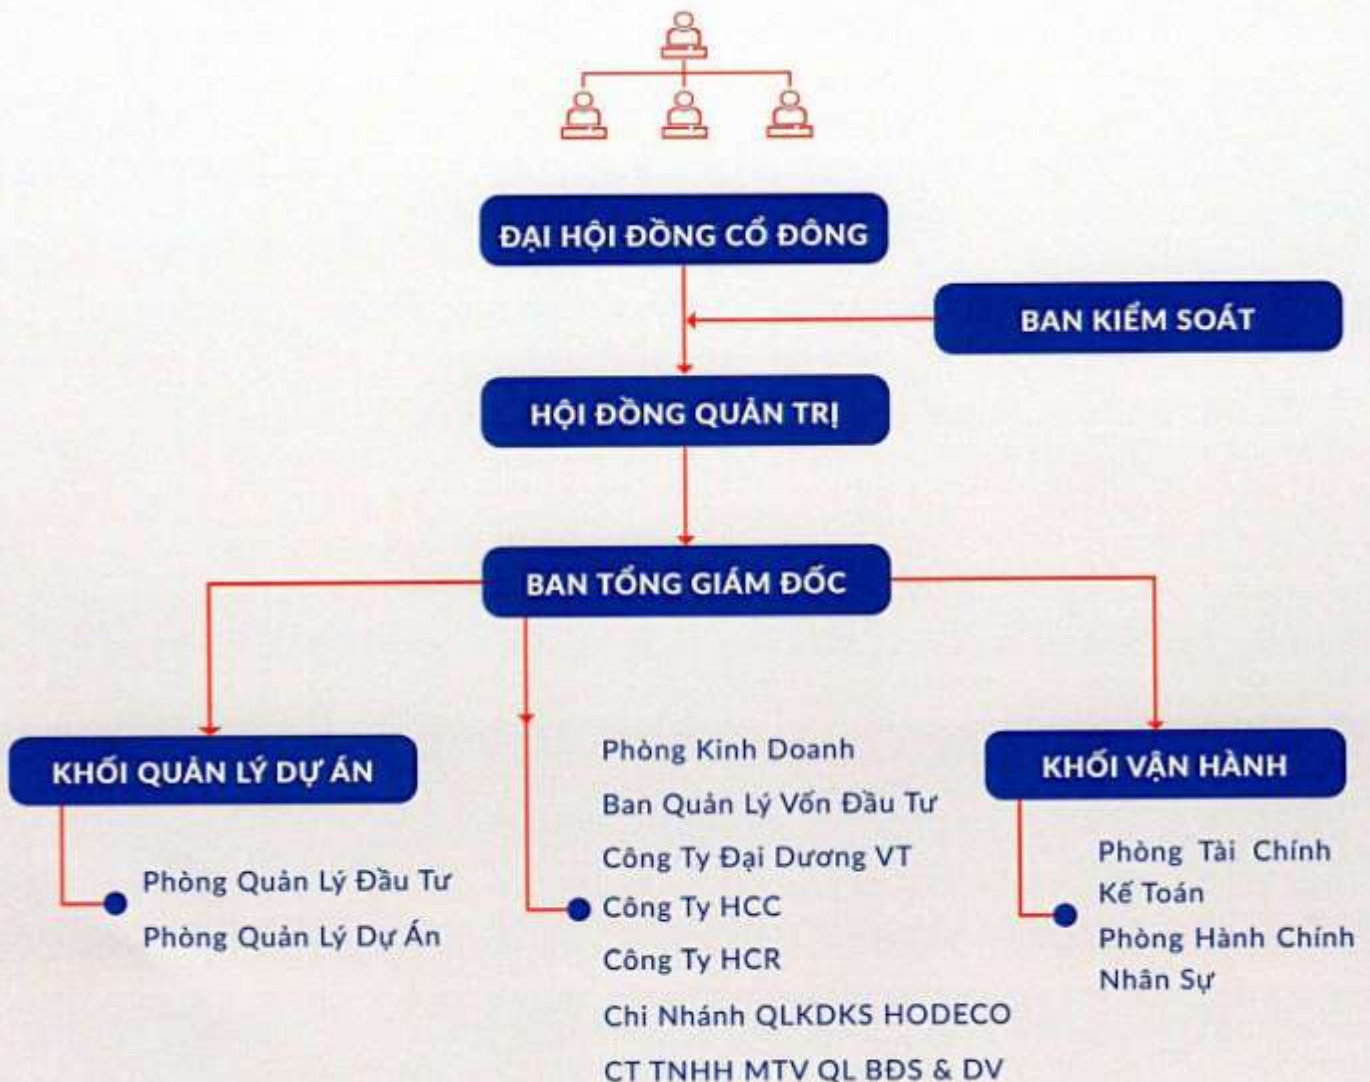 ĐẠI HỘI ĐỒNG CỔ ĐÔNG
BAN KIỂM SOÁT
HỘI ĐỒNG QUẢN TRỊ
BAN TỔNG GIÁM ĐỐC
KHỐI QUẢN LÝ DỰ ÁN
Phòng Quản Lý Đầu Tư
Phòng Quản Lý Dự Án
Phòng Kinh Doanh
Ban Quản Lý Vốn Đầu Tư
Công Ty Đại Dương VT
Công Ty HCC
Công Ty HCR
Chi Nhánh QLKDKS HODECO
CT TNHH MTV QL BĐS & DV
KHỐI VẬN HÀNH
Phòng Tài Chính
Kế Toán
Phòng Hành Chính
Nhân Sự